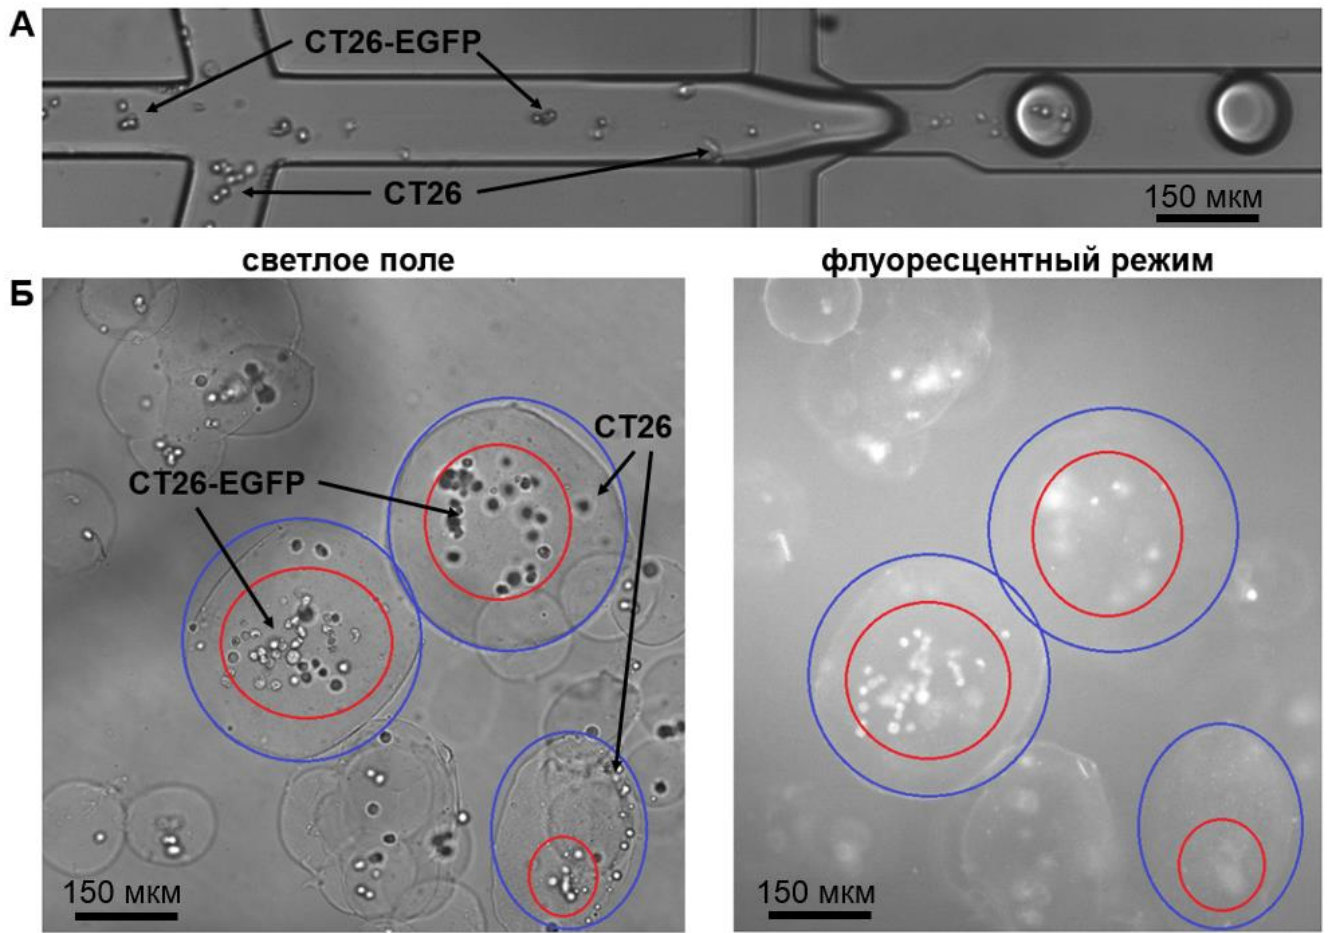 А
CT26-EGFP
CT26
150 мкм
светлое поле
флуоресцентный режим
Б
CT26
CT26-EGFP
150 мкм
150 мкм